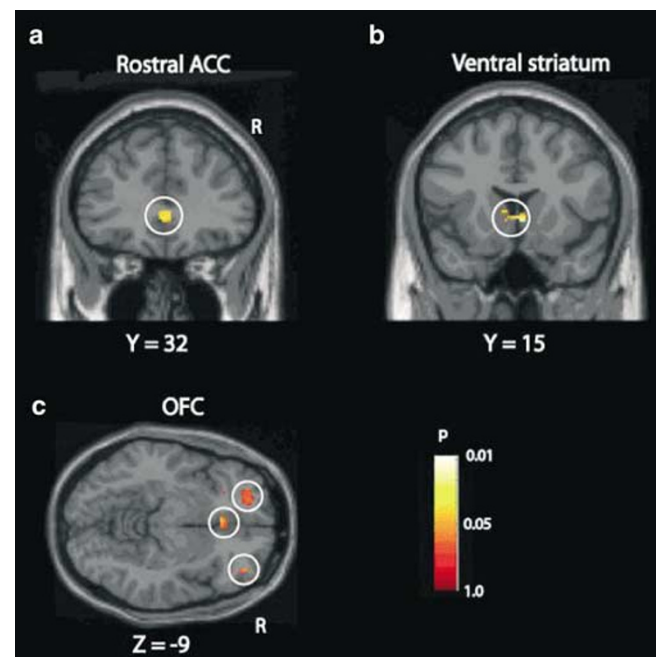 a
Rostral ACC
R
Y = 32
b
Ventral striatum
Y = 15
c
OFC
R
Z = -9
P
0.01
0.05
1.0